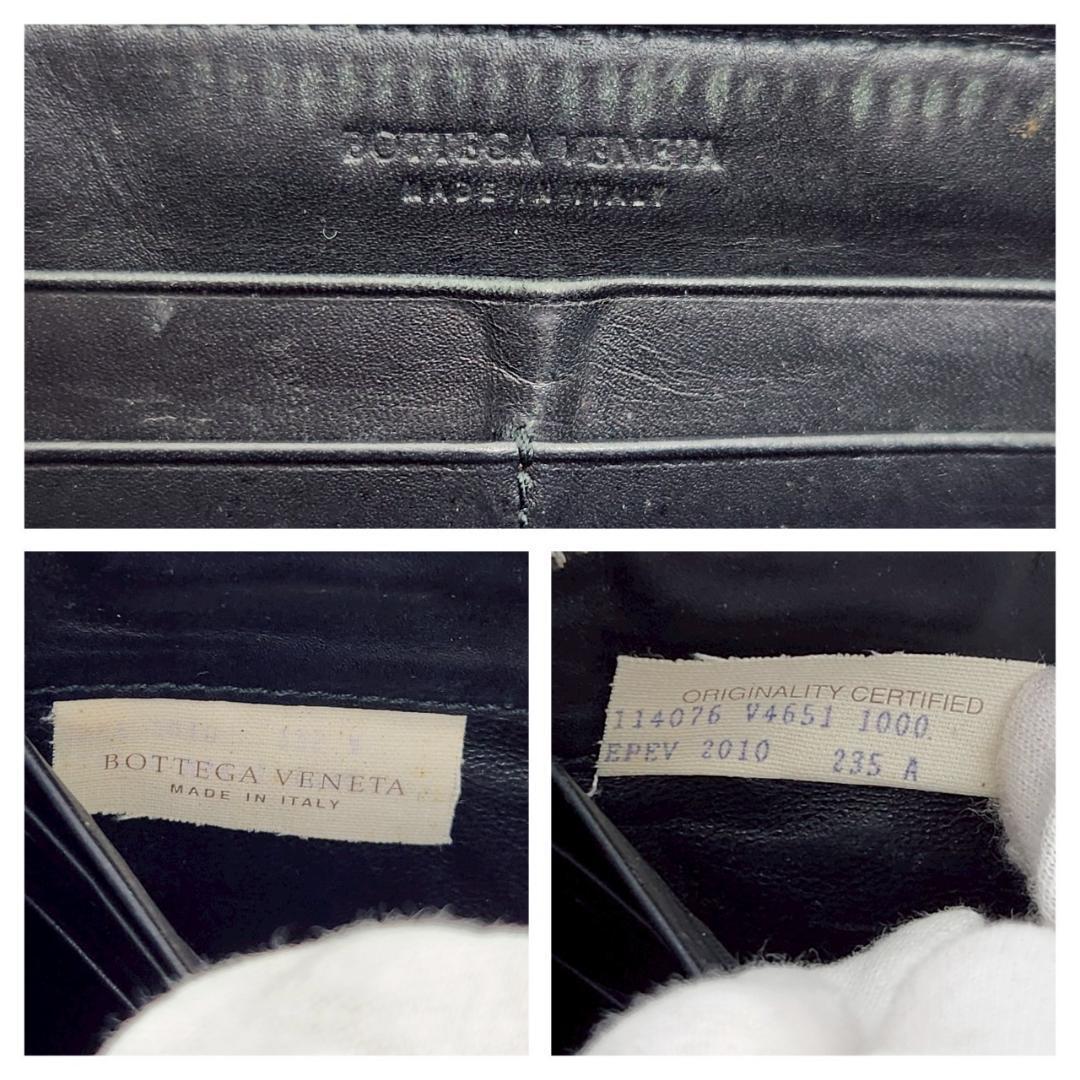 BOTTEGA VENETA
MADE IN ITALY
BOTTEGA VENETA
MADE IN ITALY
ORIGINALITY CERTIFIED
114076 V4651 1000
EPEV 2010 235 A